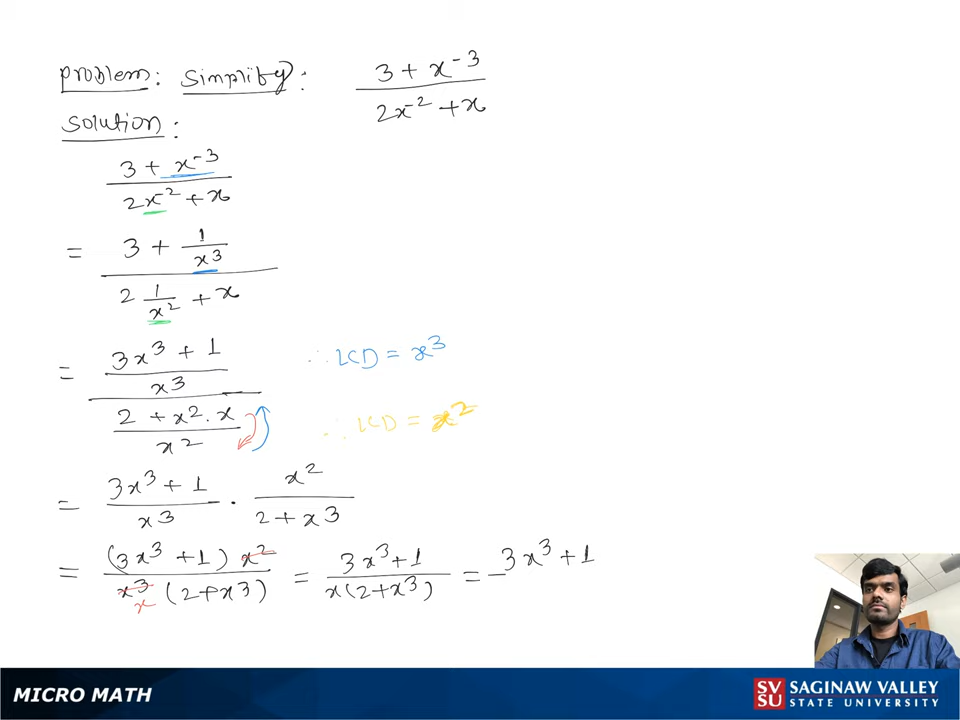 Problem: Simplify: (3 + x⁻³)/(2x⁻² + x)
Solution:
(3 + x⁻³)/(2x⁻² + x)
= (3 + 1/x³)/(2 1/x² + x)
= ((3x³ + 1)/x³)/((2 + x²·x)/x²) ∴ LCD = x³ ∴ LCD = x²
= (3x³ + 1)/x³ · x²/(2 + x³)
= ((3x³ + 1) x²)/(x³ (2 + x³)) x = (3x³ + 1)/(x(2 + x³)) = 3x³ + 1
MICRO MATH
SV SU SAGINAW VALLEY
STATE UNIVERSITY